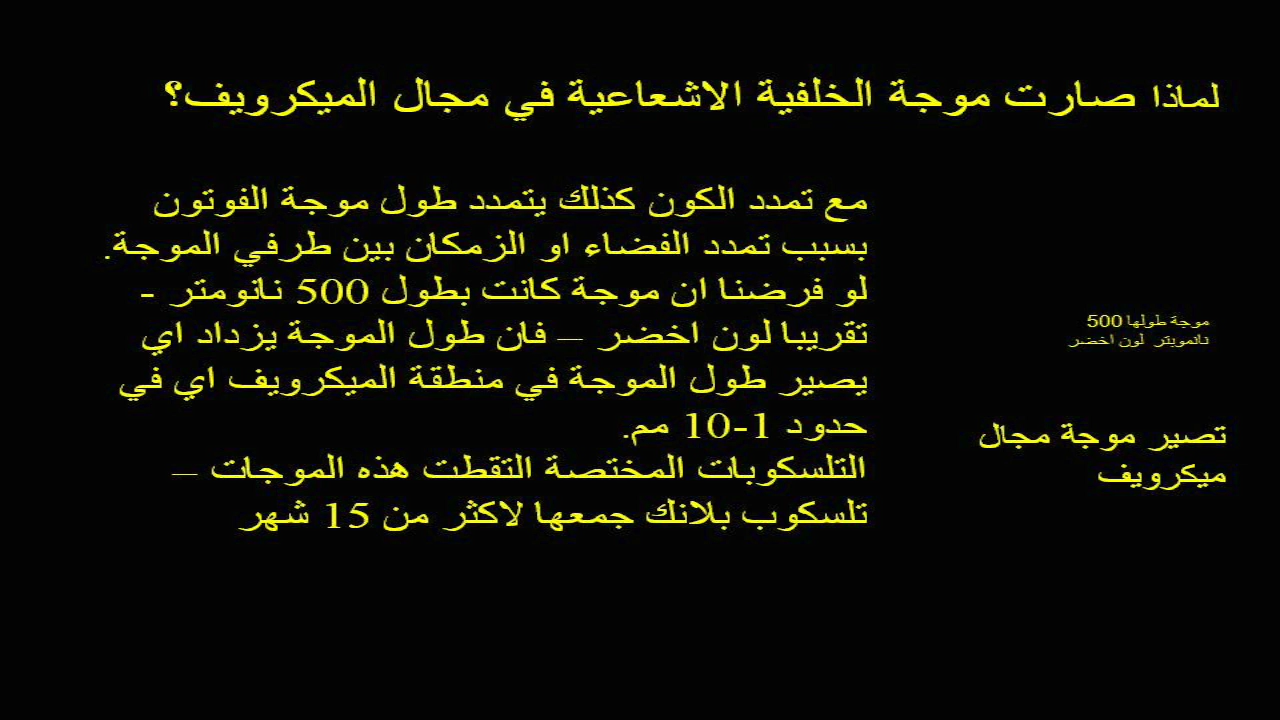 لماذا صارت موجة الخلفية الاشعاعية في مجال الميكرويف؟
مع تمدد الكون كذلك يتمدد طول موجة الفوتون
بسبب تمدد الفضاء او الزمكان بين طرفي الموجة.
لو فرضنا ان موجة كانت بطول 500 نانومتر -
تقريبا لون اخضر – فان طول الموجة يزداد اي
يصير طول الموجة في منطقة الميكرويف اي في
حدود 1-10 مم.
التلسكوبات المختصة التقطت هذه الموجات –
تلسكوب بلانك جمعها لاكثر من 15 شهر
موجة طولها 500
نانمويتر لون اخضر
تصير موجة مجال
ميكرويف